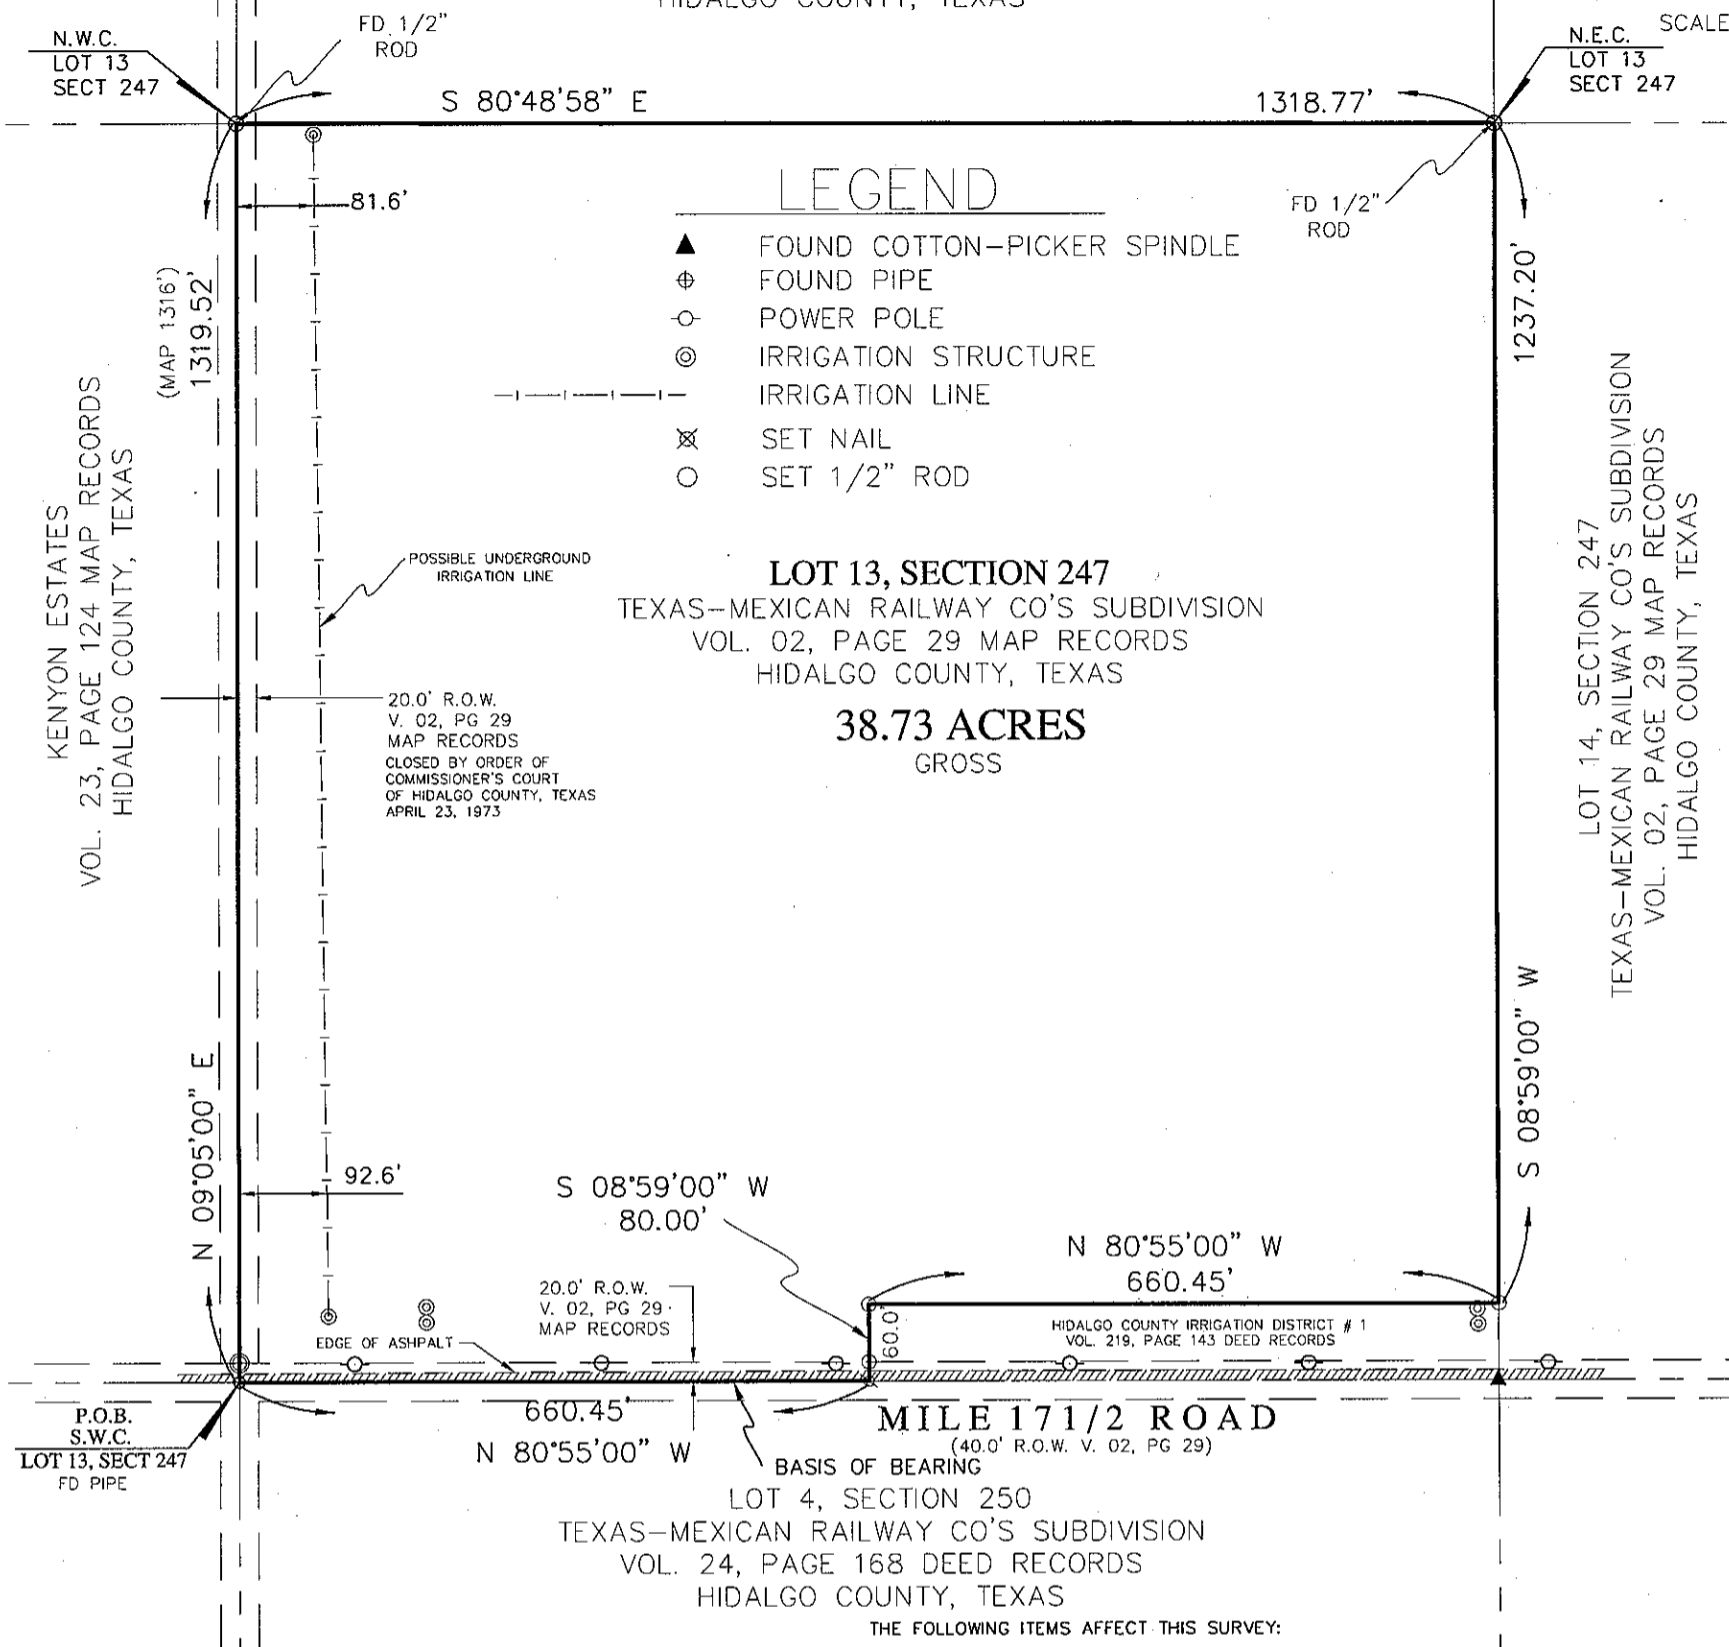 HIDALGO COUNTY, TEXAS
SCALE
N.W.C.
LOT 13
SECT 247
FD 1/2"
ROD
S 80°48'58" E
1318.77'
N.E.C.
LOT 13
SECT 247
FD 1/2"
ROD
81.6'
LEGEND
FOUND COTTON-PICKER SPINDLE
FOUND PIPE
POWER POLE
IRRIGATION STRUCTURE
IRRIGATION LINE
SET NAIL
SET 1/2" ROD
(MAP 1316')
1319.52'
1237.20'
KENYON ESTATES
VOL. 23, PAGE 124 MAP RECORDS
HIDALGO COUNTY, TEXAS
POSSIBLE UNDERGROUND
IRRIGATION LINE
LOT 13, SECTION 247
TEXAS-MEXICAN RAILWAY CO'S SUBDIVISION
VOL. 02, PAGE 29 MAP RECORDS
HIDALGO COUNTY, TEXAS
38.73 ACRES
GROSS
20.0' R.O.W.
V. 02, PG 29
MAP RECORDS
CLOSED BY ORDER OF
COMMISSIONER'S COURT
OF HIDALGO COUNTY, TEXAS
APRIL 23, 1973
LOT 14, SECTION 247
TEXAS-MEXICAN RAILWAY CO'S SUBDIVISION
VOL. 02, PAGE 29 MAP RECORDS
HIDALGO COUNTY, TEXAS
N 09°05'00" E
S 08°59'00" W
92.6'
S 08°59'00" W
80.00'
N 80°55'00" W
660.45'
20.0' R.O.W.
V. 02, PG 29
MAP RECORDS
60.0'
HIDALGO COUNTY IRRIGATION DISTRICT # 1
VOL. 219, PAGE 143 DEED RECORDS
EDGE OF ASHPALT
P.O.B.
S.W.C.
LOT 13, SECT 247
FD PIPE
660.45'
N 80°55'00" W
MILE 171/2 ROAD
(40.0' R.O.W. V. 02, PG 29)
BASIS OF BEARING
LOT 4, SECTION 250
TEXAS-MEXICAN RAILWAY CO'S SUBDIVISION
VOL. 24, PAGE 168 DEED RECORDS
HIDALGO COUNTY, TEXAS
THE FOLLOWING ITEMS AFFECT THIS SURVEY: